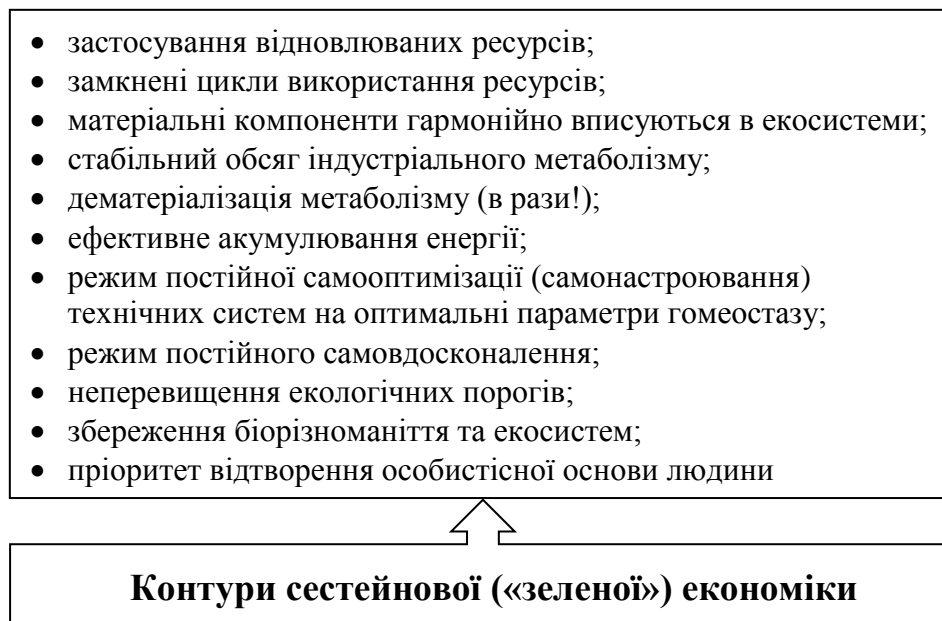 • застосування відновлюваних ресурсів;
• замкнені цикли використання ресурсів;
• матеріальні компоненти гармонійно вписуються в екосистеми;
• стабільний обсяг індустріального метаболізму;
• дематеріалізація метаболізму (в рази!);
• ефективне акумулювання енергії;
• режим постійної самооптимізації (самонастроювання)
технічних систем на оптимальні параметри гомеостазу;
• режим постійного самовдосконалення;
• неперевищення екологічних порогів;
• збереження біорізноманіття та екосистем;
• пріоритет відтворення особистісної основи людини
Контури сестейнової («зеленої») економіки